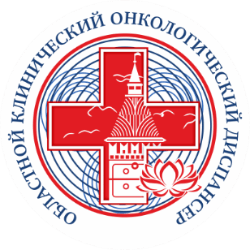 ОБЛАСТНОЙ КЛИНИЧЕСКИЙ ОНКОЛОГИЧЕСКИЙ ДИСПАНСЕР